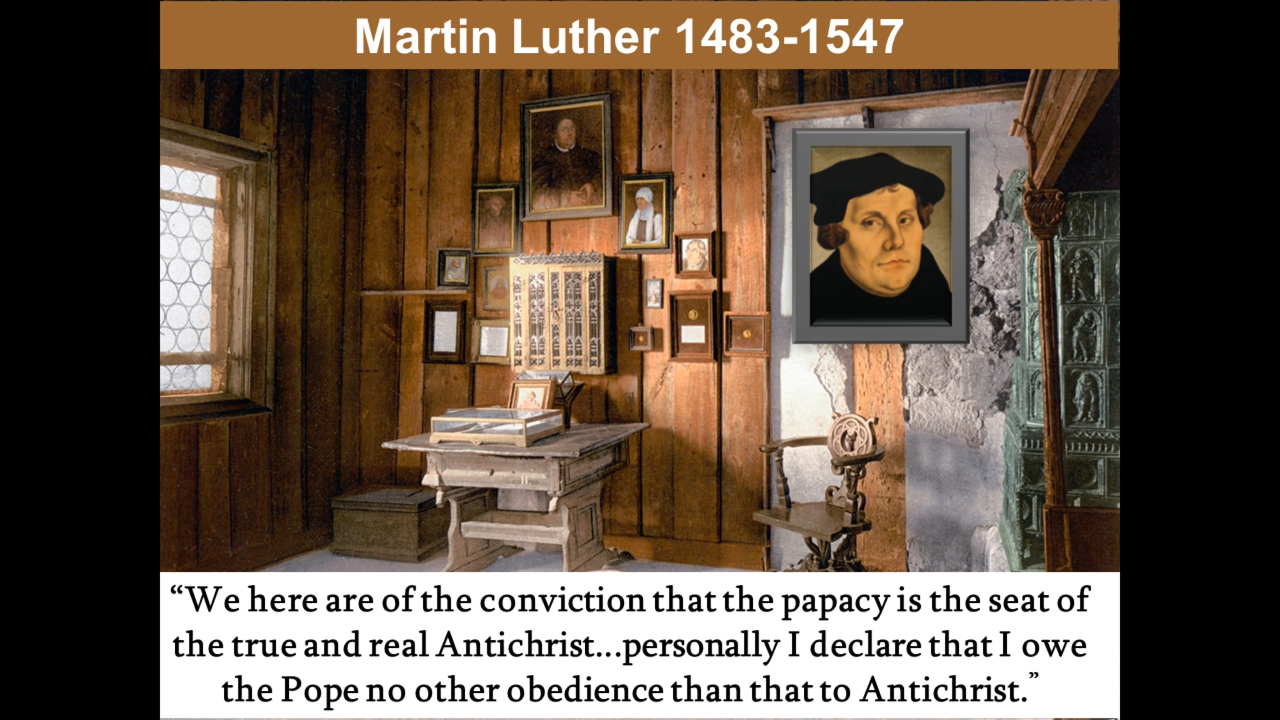 Martin Luther 1483-1547
“We here are of the conviction that the papacy is the seat of
the true and real Antichrist...personally I declare that I owe
the Pope no other obedience than that to Antichrist.”